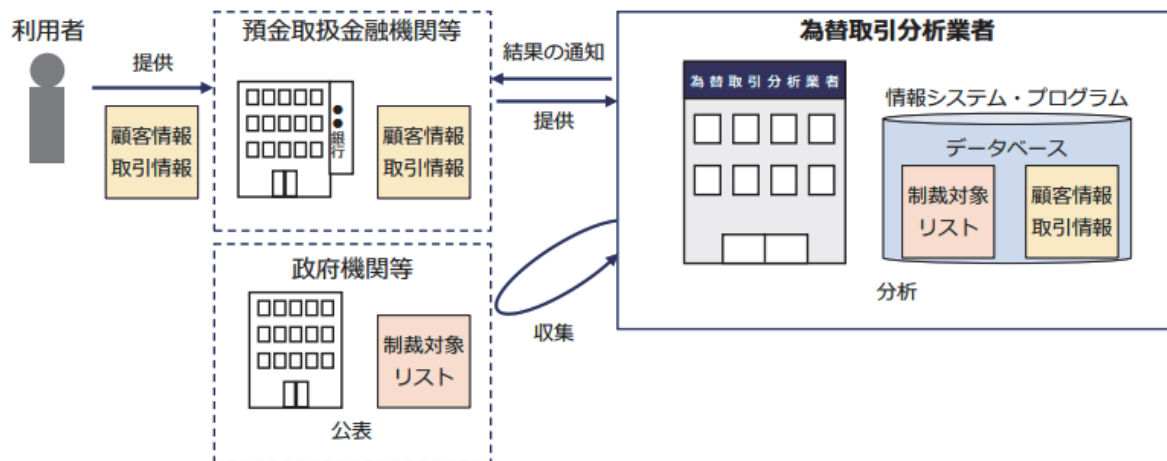 利用者
提供
顧客情報
取引情報
預金取扱金融機関等
●●銀行
顧客情報
取引情報
結果の通知
提供
政府機関等
制裁対象
リスト
公表
収集
為替取引分析業者
為替取引分析業者
情報システム・プログラム
データベース
制裁対象
リスト
顧客情報
取引情報
分析